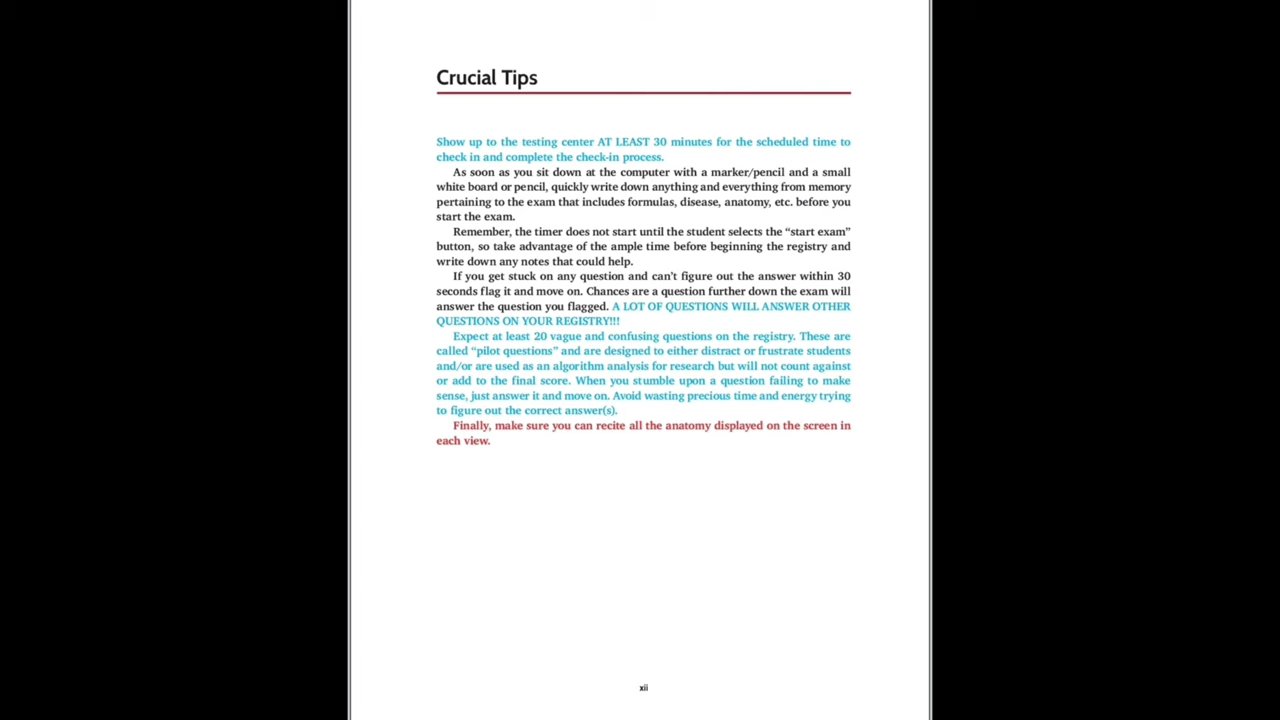 Crucial Tips
Show up to the testing center AT LEAST 30 minutes for the scheduled time to
check in and complete the check-in process.
As soon as you sit down at the computer with a marker/pencil and a small
white board or pencil, quickly write down anything and everything from memory
pertaining to the exam that includes formulas, disease, anatomy, etc. before you
start the exam.
Remember, the timer does not start until the student selects the “start exam”
button, so take advantage of the ample time before beginning the registry and
write down any notes that could help.
If you get stuck on any question and can’t figure out the answer within 30
seconds flag it and move on. Chances are a question further down the exam will
answer the question you flagged. A LOT OF QUESTIONS WILL ANSWER OTHER
QUESTIONS ON YOUR REGISTRY!!!
Expect at least 20 vague and confusing questions on the registry. These are
called “pilot questions” and are designed to either distract or frustrate students
and/or are used as an algorithm analysis for research but will not count against
or add to the final score. When you stumble upon a question failing to make
sense, just answer it and move on. Avoid wasting precious time and energy trying
to figure out the correct answer(s).
Finally, make sure you can recite all the anatomy displayed on the screen in
each view.
xii